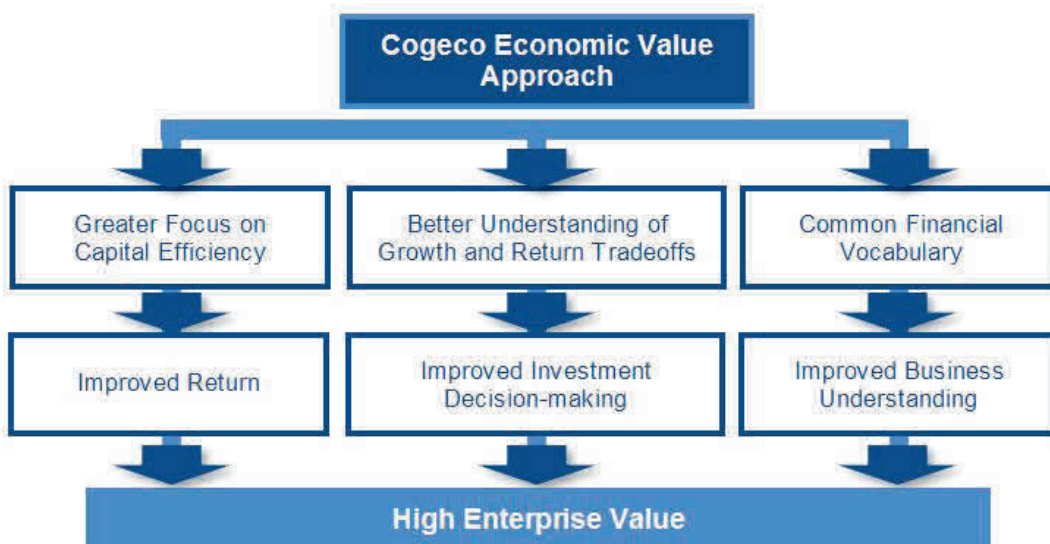 Cogeco Economic Value
Approach
Greater Focus on
Capital Efficiency
Better Understanding of
Growth and Return Tradeoffs
Common Financial
Vocabulary
Improved Return
Improved Investment
Decision-making
Improved Business
Understanding
High Enterprise Value